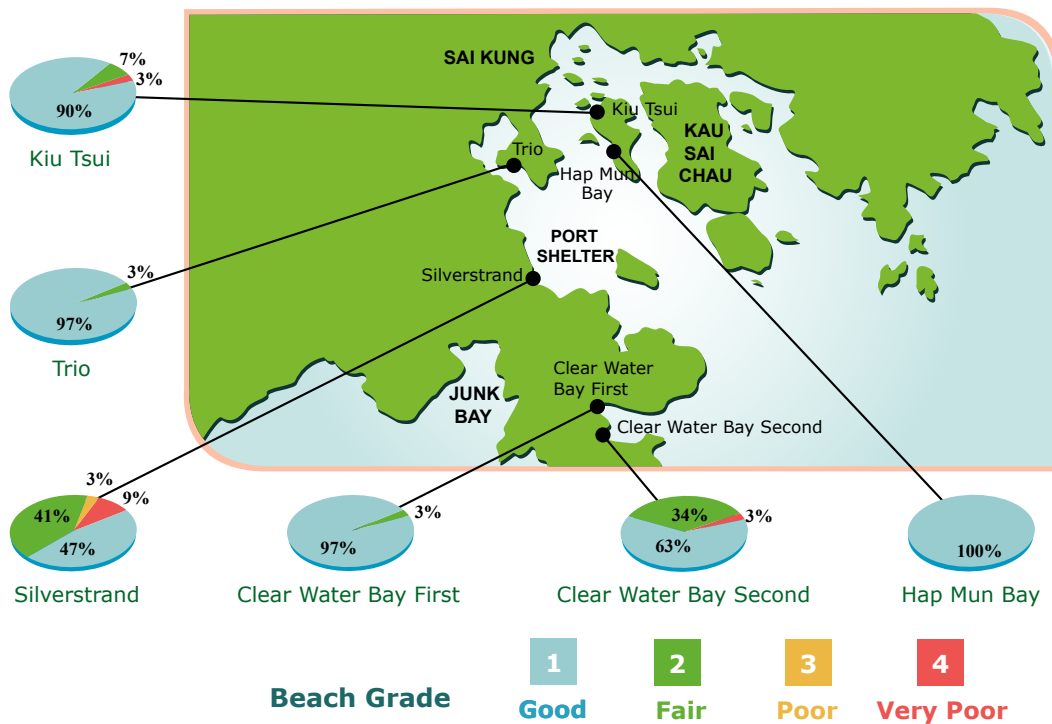 SAI KUNG
7%
3%
90%
Kiu Tsui
Kiu Tsui
KAU
SAI
CHAU
Trio
Hap Mun
Bay
PORT
SHELTER
3%
97%
Trio
Silverstrand
Clear Water
Bay First
JUNK
BAY
Clear Water Bay Second
3%
9%
41%
47%
Silverstrand
3%
97%
Clear Water Bay First
34%
3%
63%
Clear Water Bay Second
100%
Hap Mun Bay
Beach Grade
1
Good
2
Fair
3
Poor
4
Very Poor